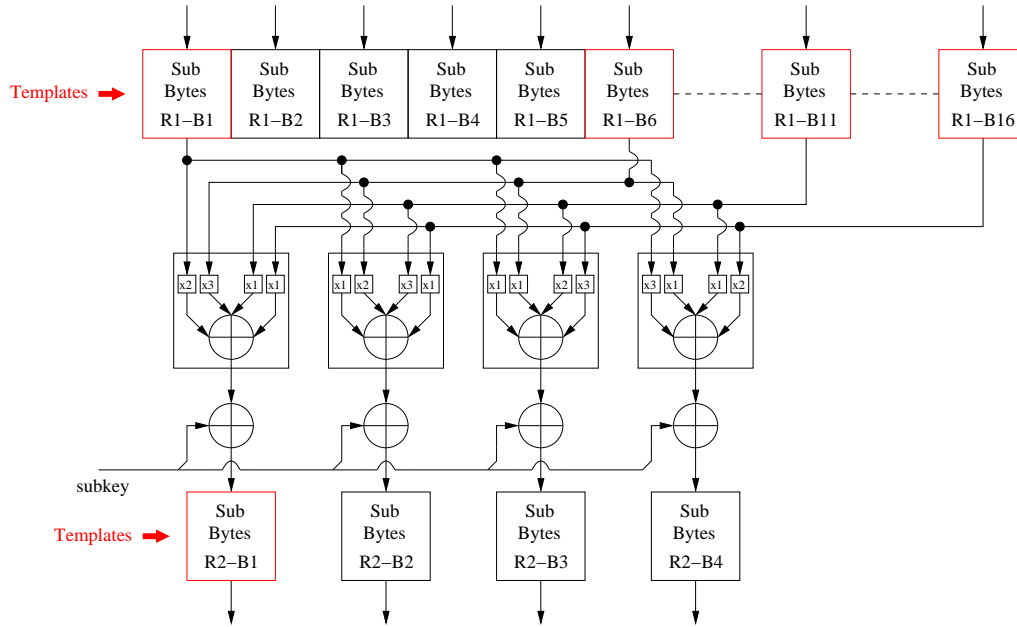 Sub Sub Sub Sub Sub Sub Sub Sub
Templates Bytes Bytes Bytes Bytes Bytes Bytes Bytes Bytes
R1−B1 R1−B2 R1−B3 R1−B4 R1−B5 R1−B6 R1−B11 R1−B16
x2 x3 x1 x1 x1 x2 x3 x1 x1 x1 x2 x3 x3 x1 x1 x2
subkey
Sub Sub Sub Sub
Templates Bytes Bytes Bytes Bytes
R2−B1 R2−B2 R2−B3 R2−B4